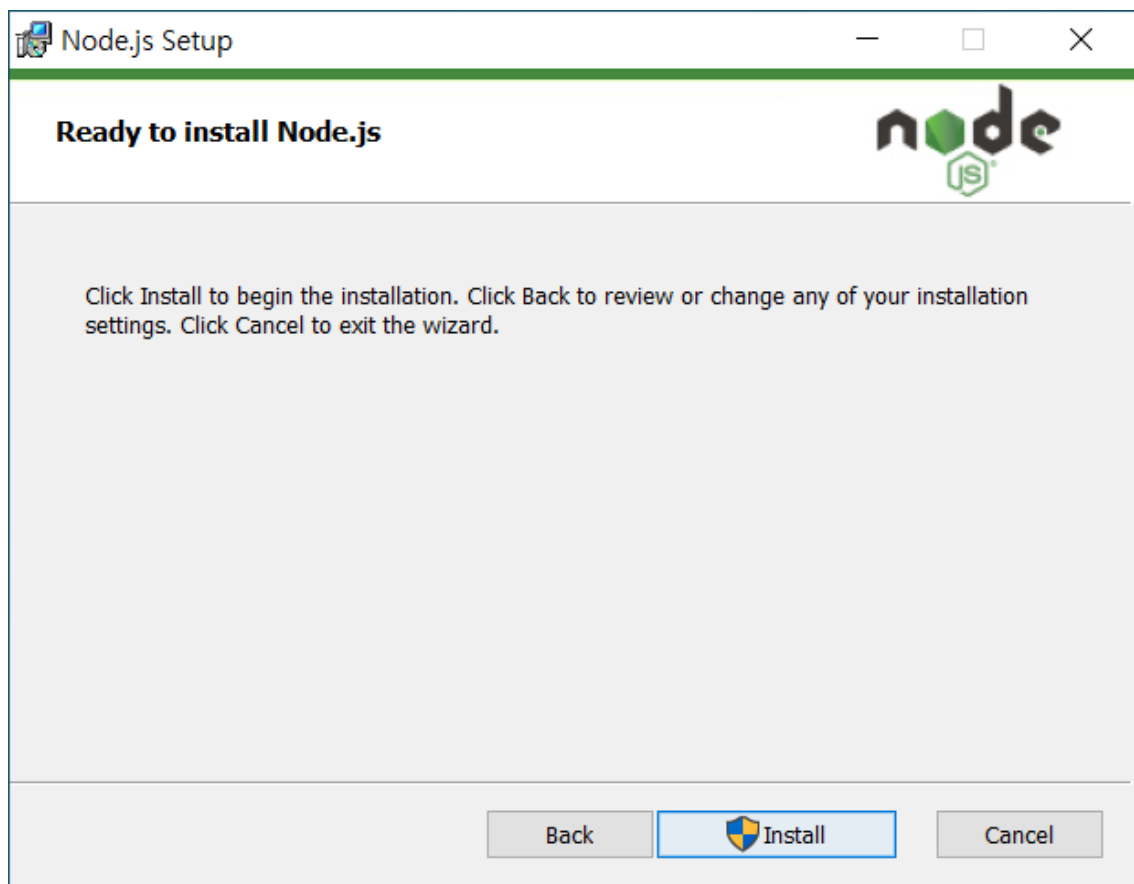 Node.js Setup
Ready to install Node.js
node
JS
Click Install to begin the installation. Click Back to review or change any of your installation
settings. Click Cancel to exit the wizard.
Back
Install
Cancel